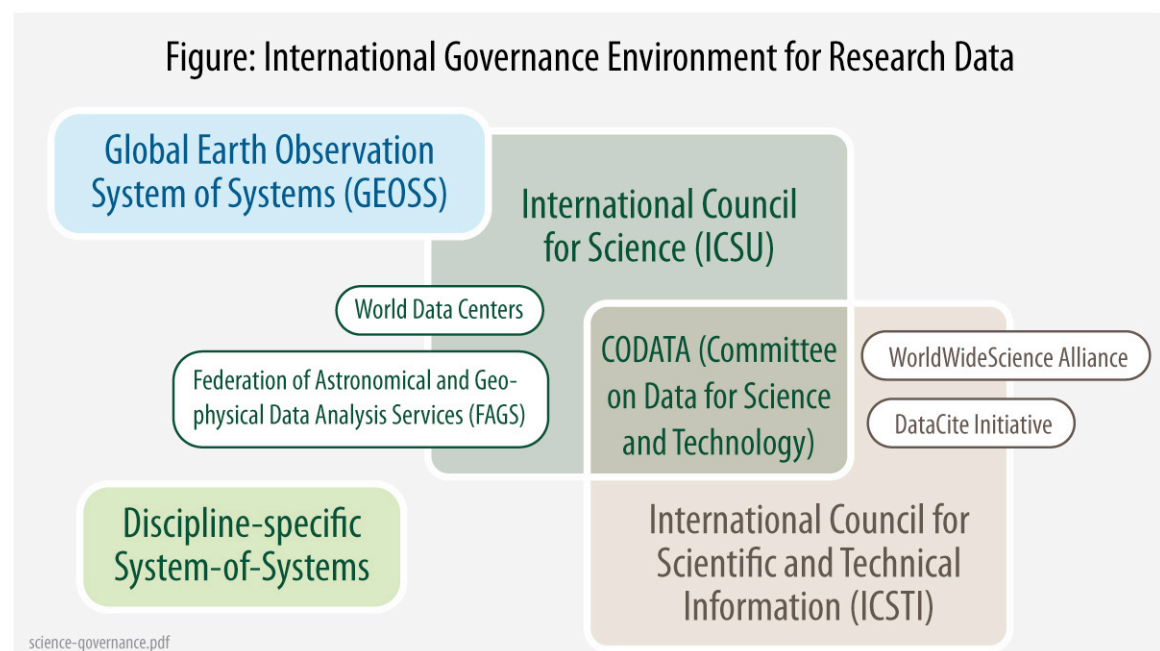 Figure: International Governance Environment for Research Data
Global Earth Observation
System of Systems (GEOSS)
International Council
for Science (ICSU)
World Data Centers
Federation of Astronomical and Geo-
physical Data Analysis Services (FAGS)
CODATA (Committee
on Data for Science
and Technology)
WorldWideScience Alliance
DataCite Initiative
Discipline-specific
System-of-Systems
International Council for
Scientific and Technical
Information (ICSTI)
science-governance.pdf